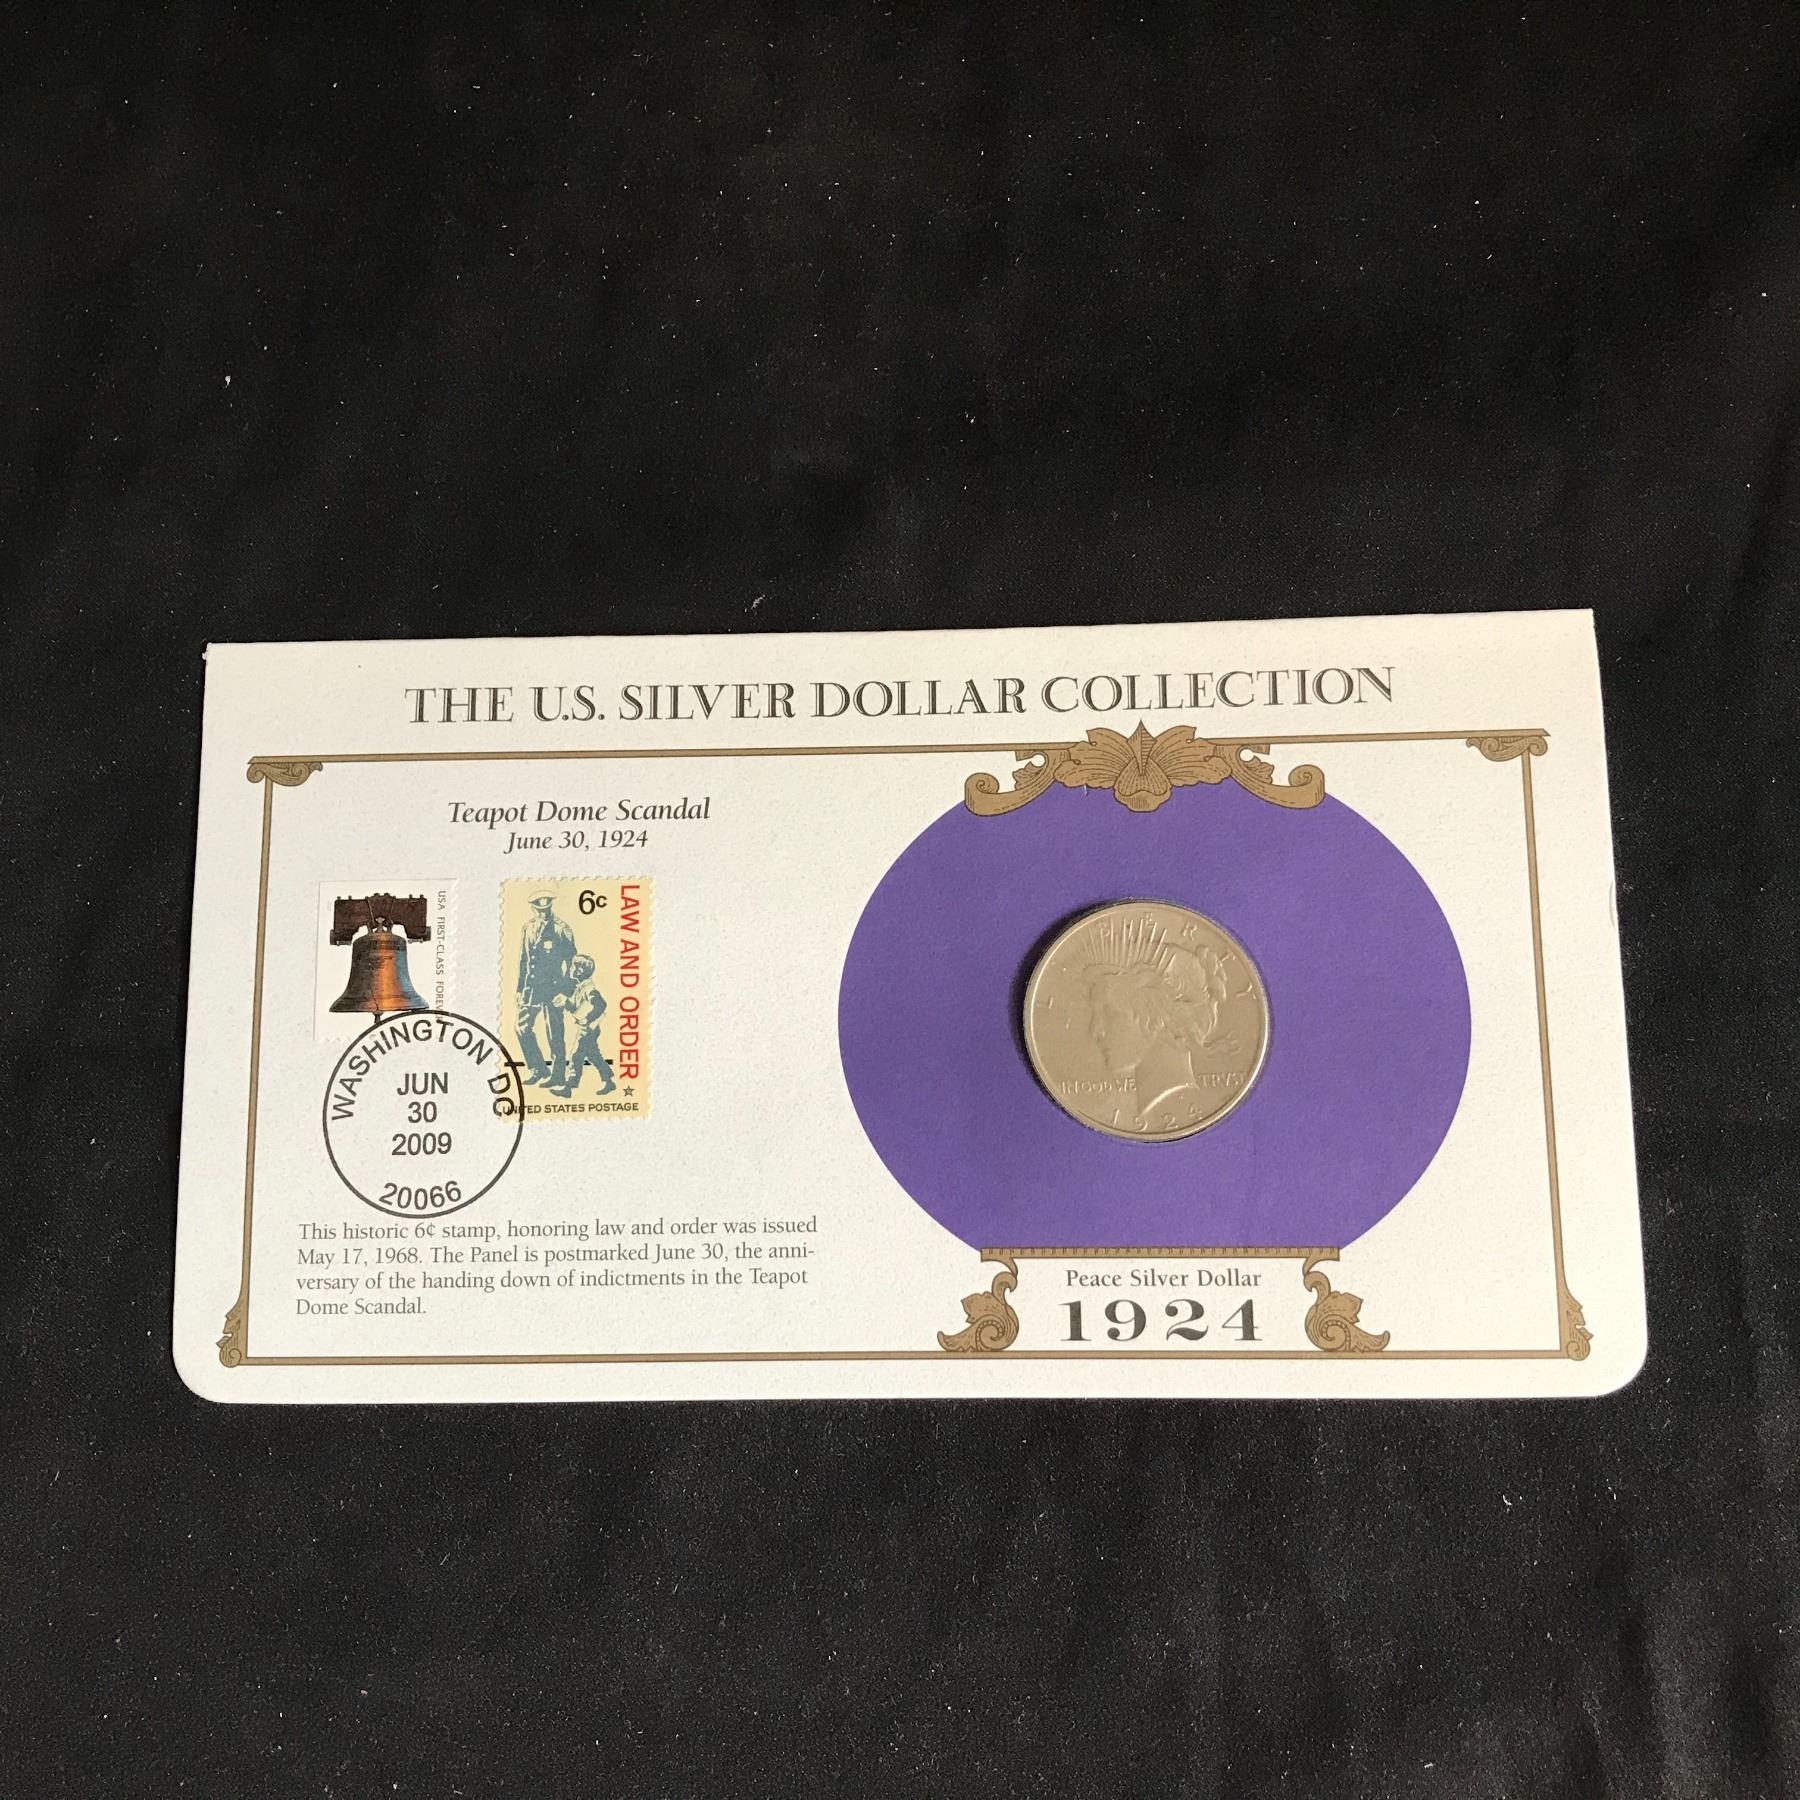 THE U.S. SILVER DOLLAR COLLECTION
Teapot Dome Scandal
June 30, 1924
USA FIRST-CLASS FOREVER
6c
LAW AND ORDER
UNITED STATES POSTAGE
WASHINGTON DC
JUN
30
2009
20066
This historic 6¢ stamp, honoring law and order was issued
May 17, 1968. The Panel is postmarked June 30, the anni-
versary of the handing down of indictments in the Teapot
Dome Scandal.
LIBERTY
IN GOD WE TRVST
1924
Peace Silver Dollar
1924